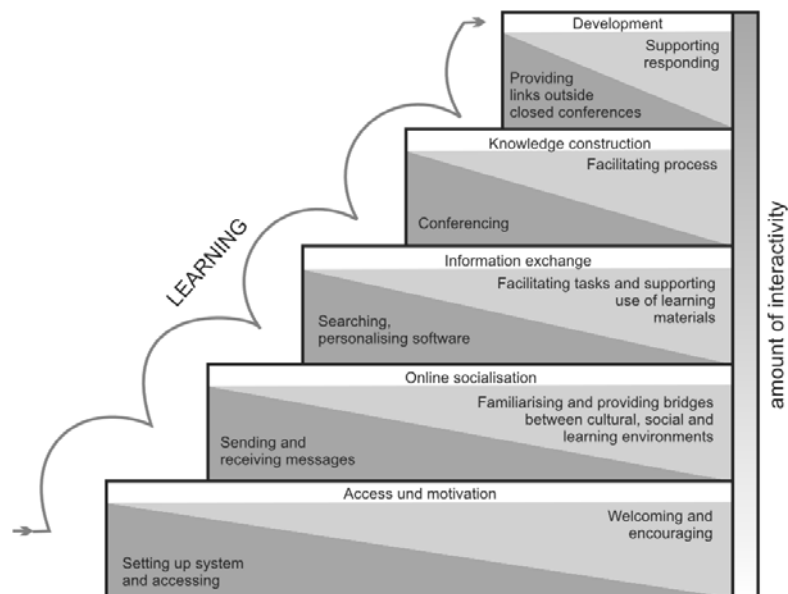 Development
Supporting
responding
Providing
links outside
closed conferences
Knowledge construction
Facilitating process
Conferencing
Information exchange
Facilitating tasks and supporting
use of learning
materials
Searching,
personalising software
Online socialisation
Familiarising and providing bridges
between cultural, social and
learning environments
Sending and
receiving messages
Access und motivation
Welcoming and
encouraging
Setting up system
and accessing
LEARNING
amount of interactivity